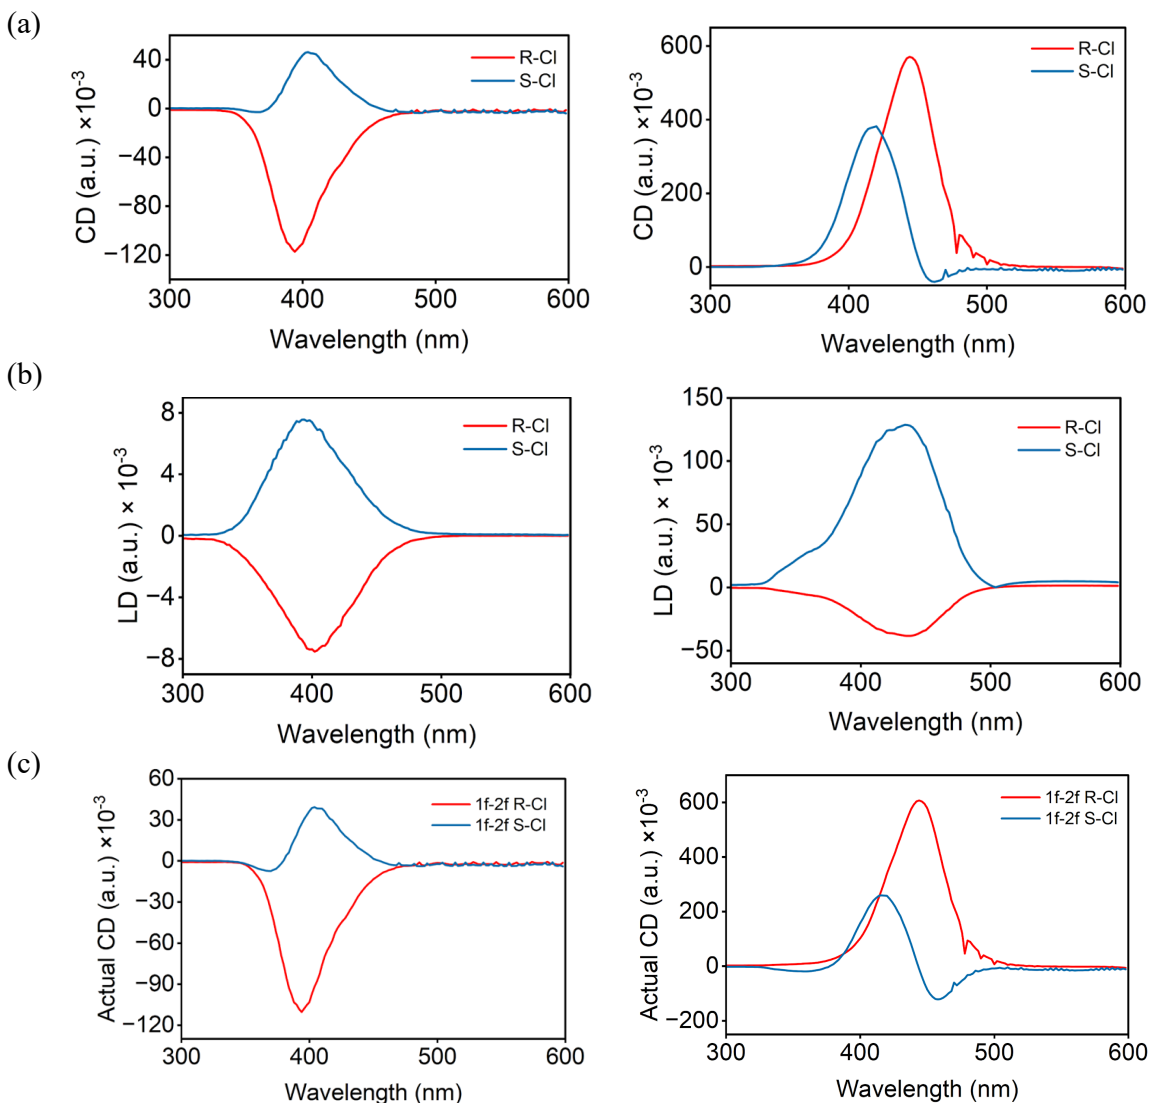 (a)
CD (a.u.) ×10⁻³
40
0
−40
−80
−120
R-Cl
S-Cl
300 400 500 600
Wavelength (nm)
CD (a.u.) ×10⁻³
600
400
200
0
R-Cl
S-Cl
300 400 500 600
Wavelength (nm)
(b)
LD (a.u.) × 10⁻³
8
4
0
−4
−8
R-Cl
S-Cl
300 400 500 600
Wavelength (nm)
LD (a.u.) × 10⁻³
150
100
50
0
−50
R-Cl
S-Cl
300 400 500 600
Wavelength (nm)
(c)
Actual CD (a.u.) ×10⁻³
60
30
0
−30
−60
−90
−120
1f-2f R-Cl
1f-2f S-Cl
300 400 500 600
Wavelength (nm)
Actual CD (a.u.) ×10⁻³
600
400
200
0
−200
1f-2f R-Cl
1f-2f S-Cl
300 400 500 600
Wavelength (nm)